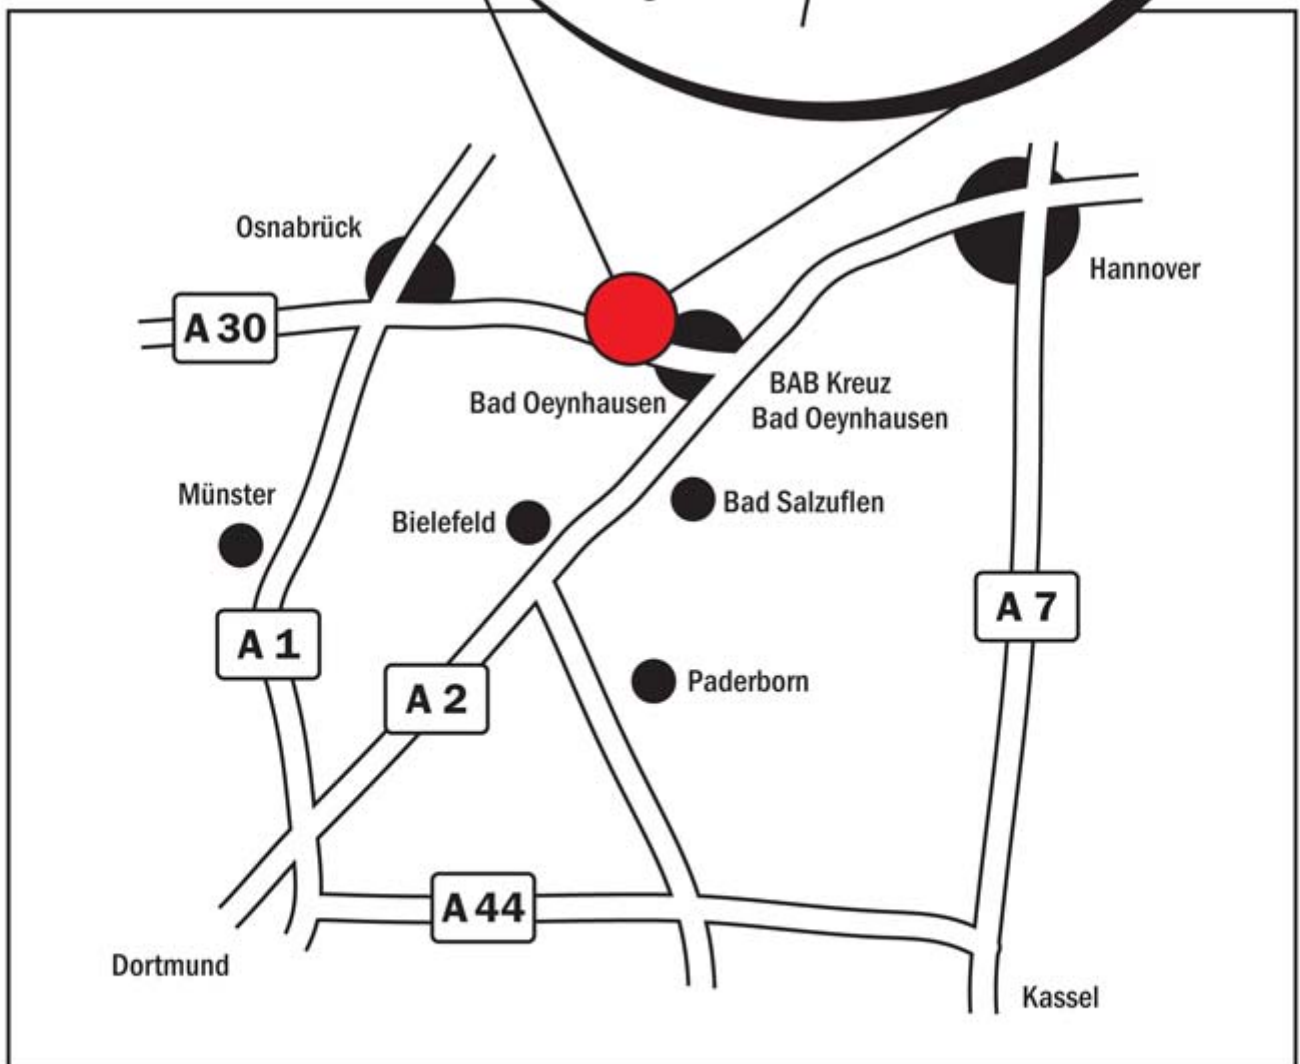 Osnabrück
Hannover
A 30
BAB Kreuz
Bad Oeynhausen
Bad Oeynhausen
Münster
Bielefeld
Bad Salzuflen
A 7
A 1
Paderborn
A 2
A 44
Dortmund
Kassel